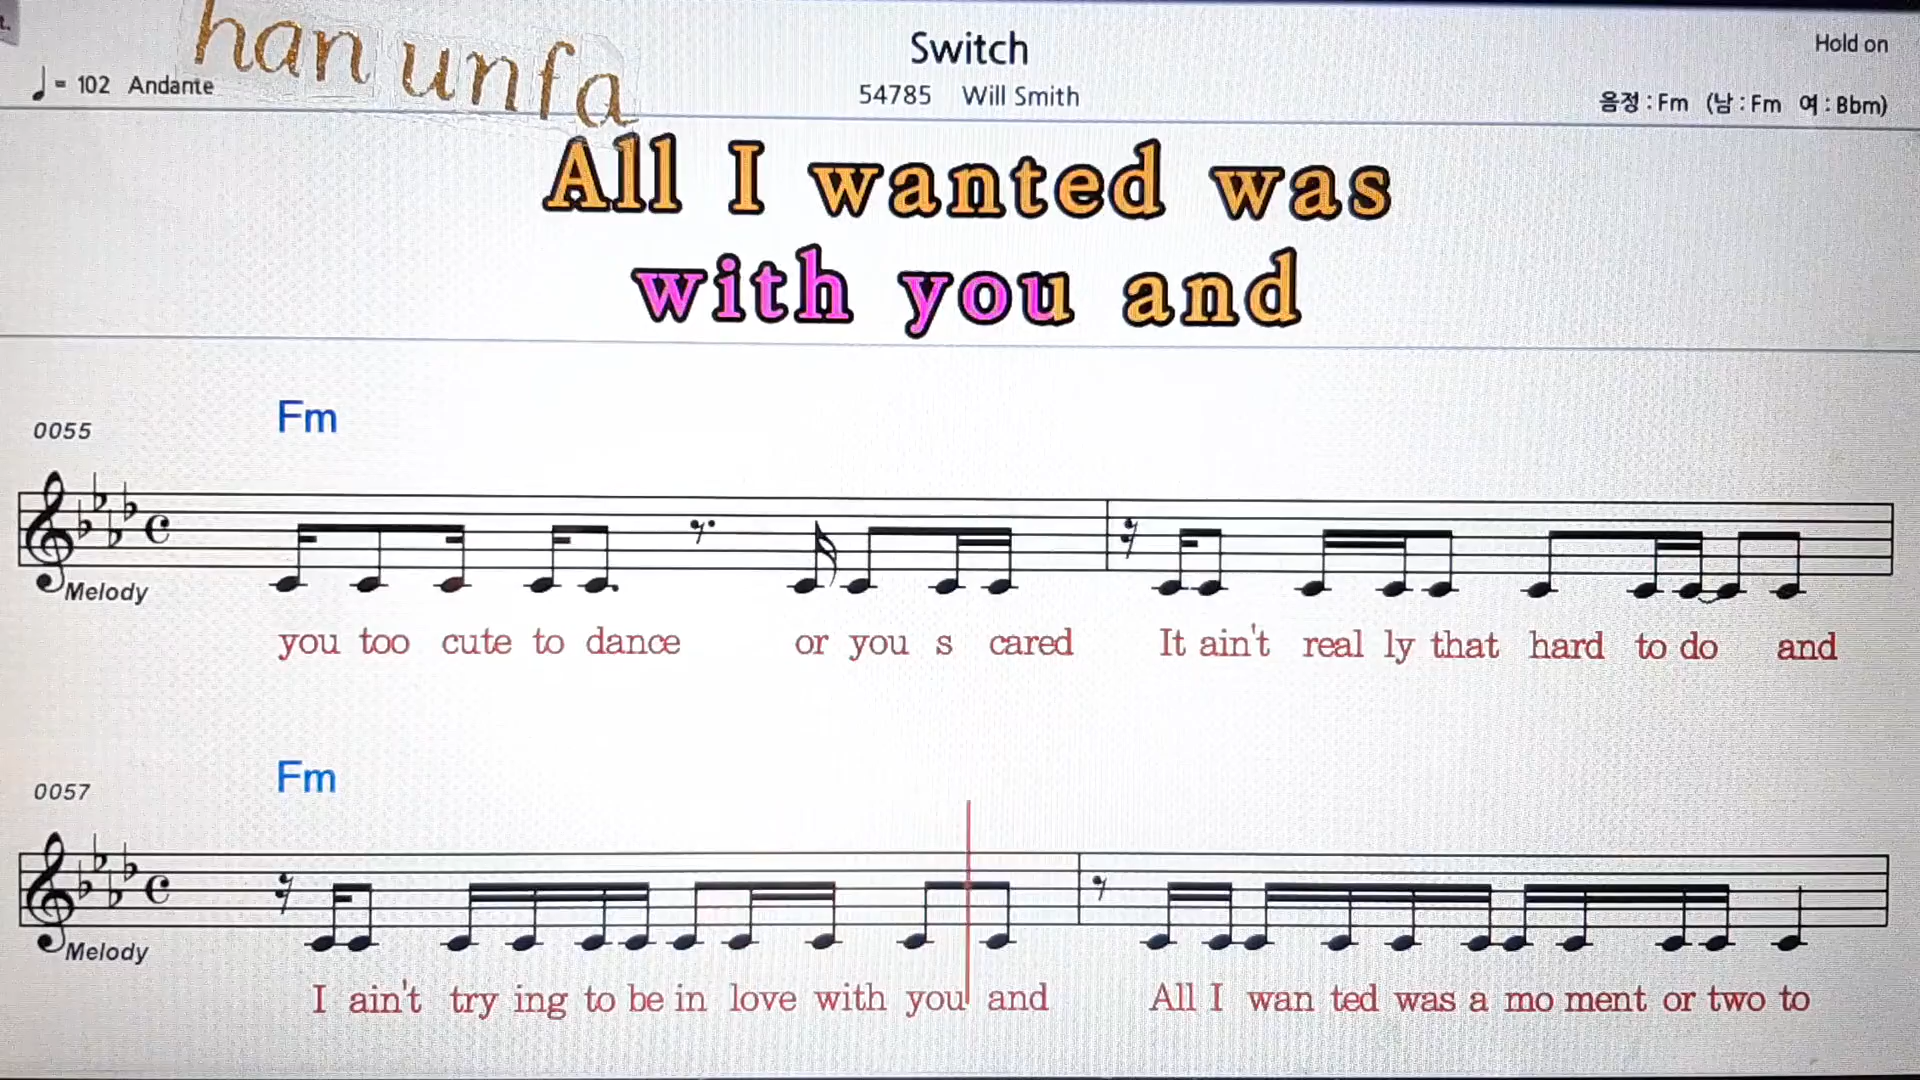 han unfa
Switch
Hold on
= 102 Andante
54785 Will Smith
음정 : Fm (남 : Fm 여 : Bbm)
All I wanted was
with you and
Fm
0055
Melody
you too cute to dance or you s cared It ain't real ly that hard to do and
Fm
0057
Melody
I ain't try ing to be in love with you and All I wan ted was a mo ment or two to